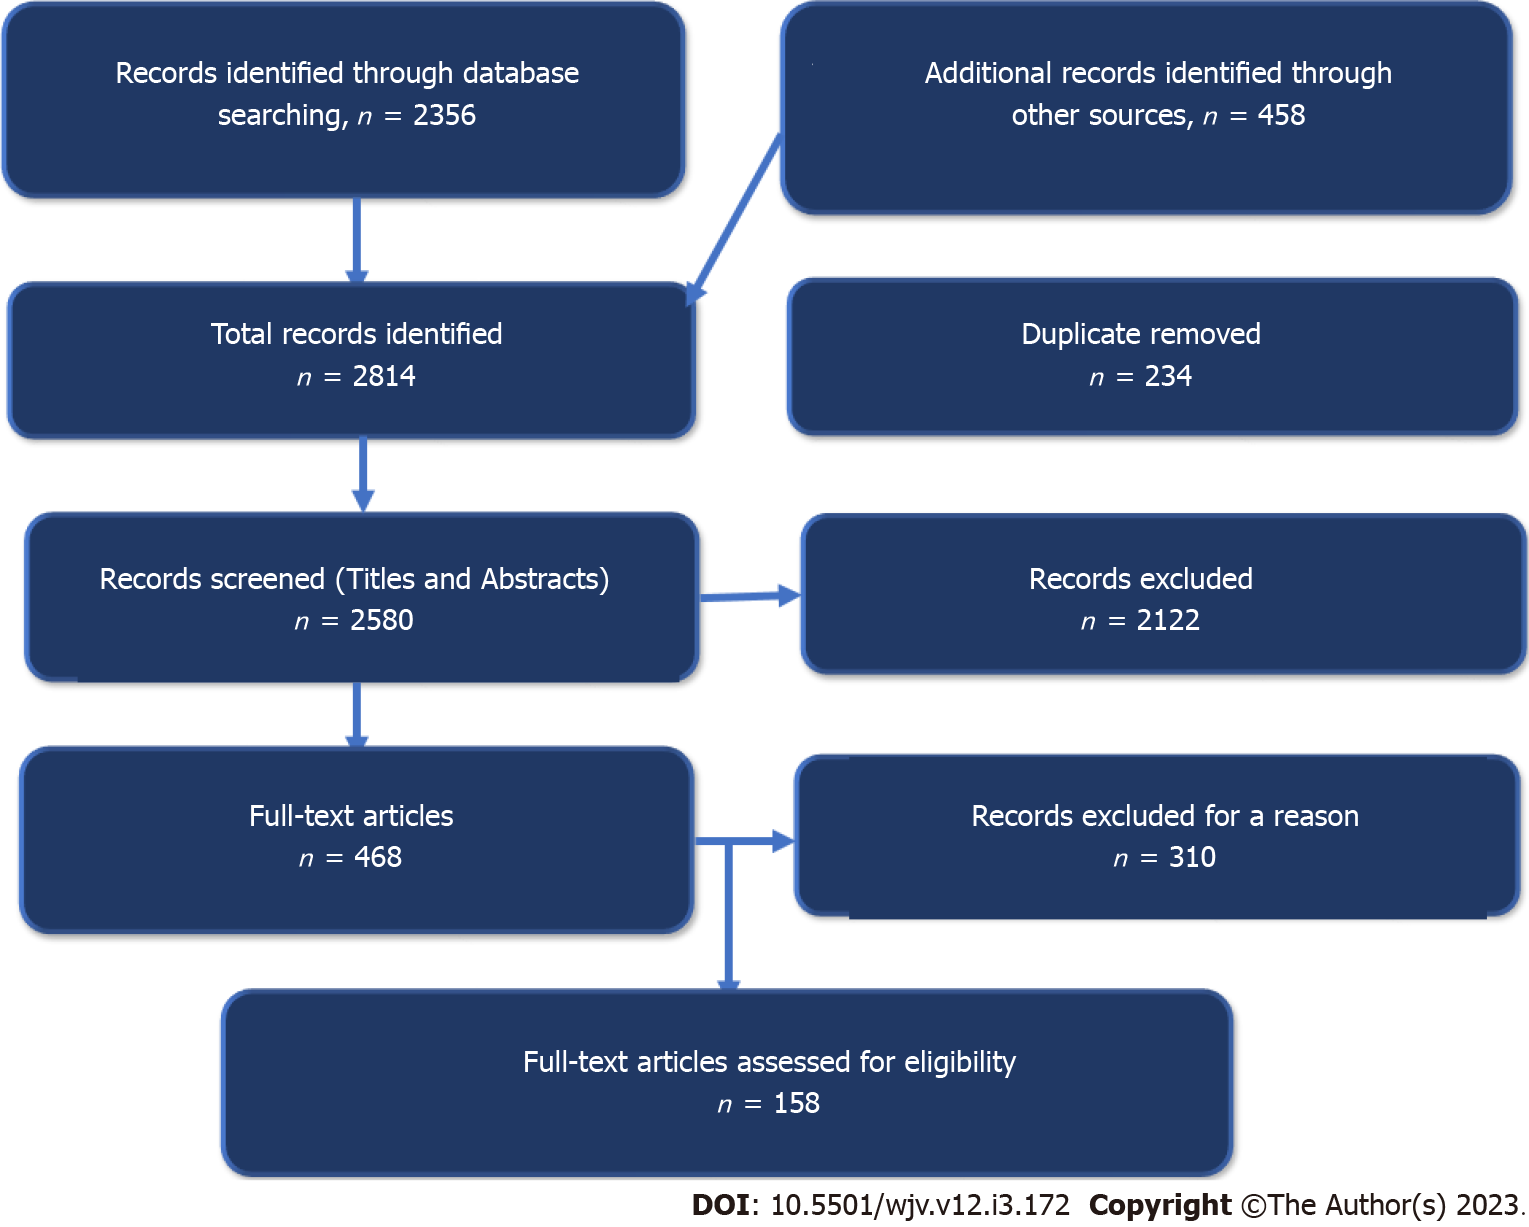 Records identified through database
searching, n = 2356
Additional records identified through
other sources, n = 458
Total records identified
n = 2814
Duplicate removed
n = 234
Records screened (Titles and Abstracts)
n = 2580
Records excluded
n = 2122
Full-text articles
n = 468
Records excluded for a reason
n = 310
Full-text articles assessed for eligibility
n = 158
DOI: 10.5501/wjv.v12.i3.172 Copyright ©The Author(s) 2023.